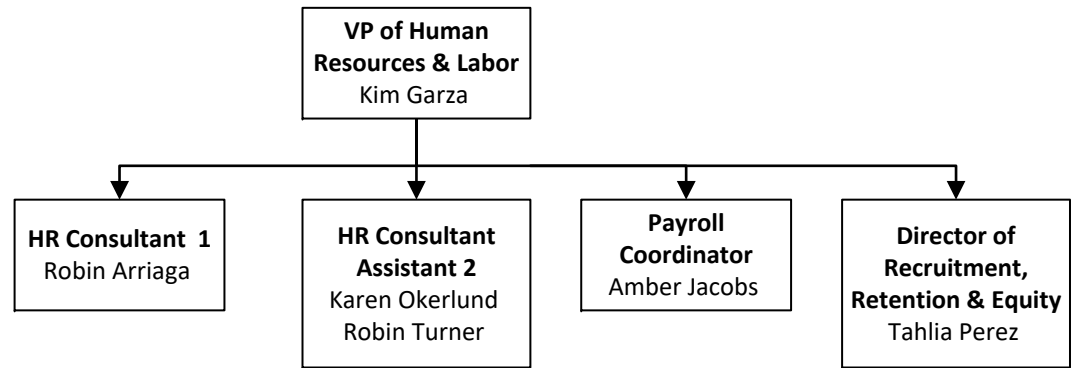 VP of Human
Resources & Labor
Kim Garza
HR Consultant 1
Robin Arriaga
HR Consultant
Assistant 2
Karen Okerlund
Robin Turner
Payroll
Coordinator
Amber Jacobs
Director of
Recruitment,
Retention & Equity
Tahlia Perez